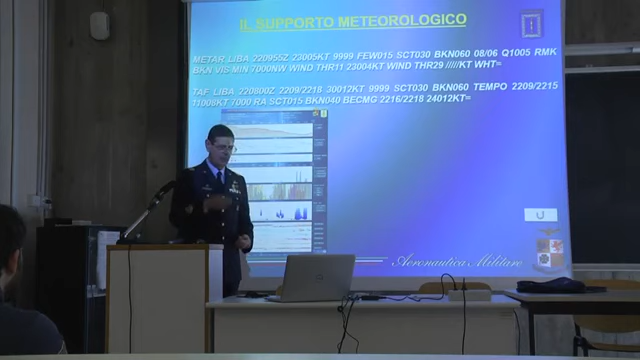 IL SUPPORTO METEOROLOGICO
METAR LIBA 220955Z 23005KT 9999 FEW015 SCT030 BKN060 08/06 Q1005 RMK
BKN VIS MIN 7000NW WIND THR11 23004KT WIND THR29 /////KT WHT=
TAF LIBA 220800Z 2209/2218 30012KT 9999 SCT030 BKN060 TEMPO 2209/2215
11008KT 7000 RA SCT015 BKN040 BECMG 2216/2218 24012KT=
Aeronautica Militare